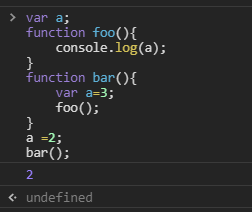 > var a;
function foo(){
    console.log(a);
}
function bar(){
    var a=3;
    foo();
}
a =2;
bar();
2
< undefined